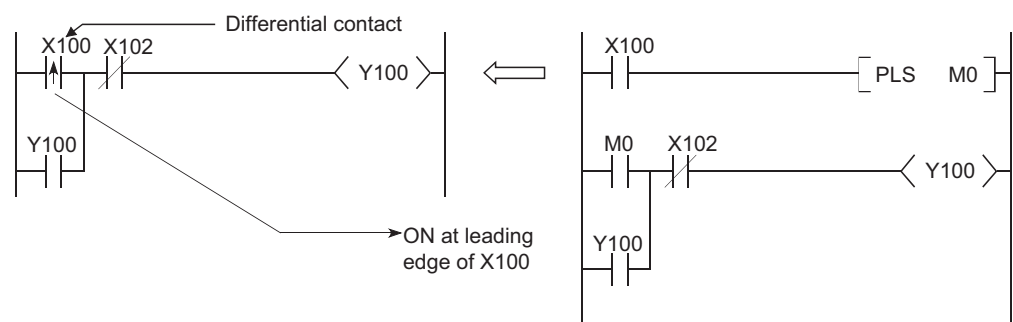 Differential contact
X100 X102
Y100
Y100
ON at leading
edge of X100
X100
PLS M0
M0 X102
Y100
Y100